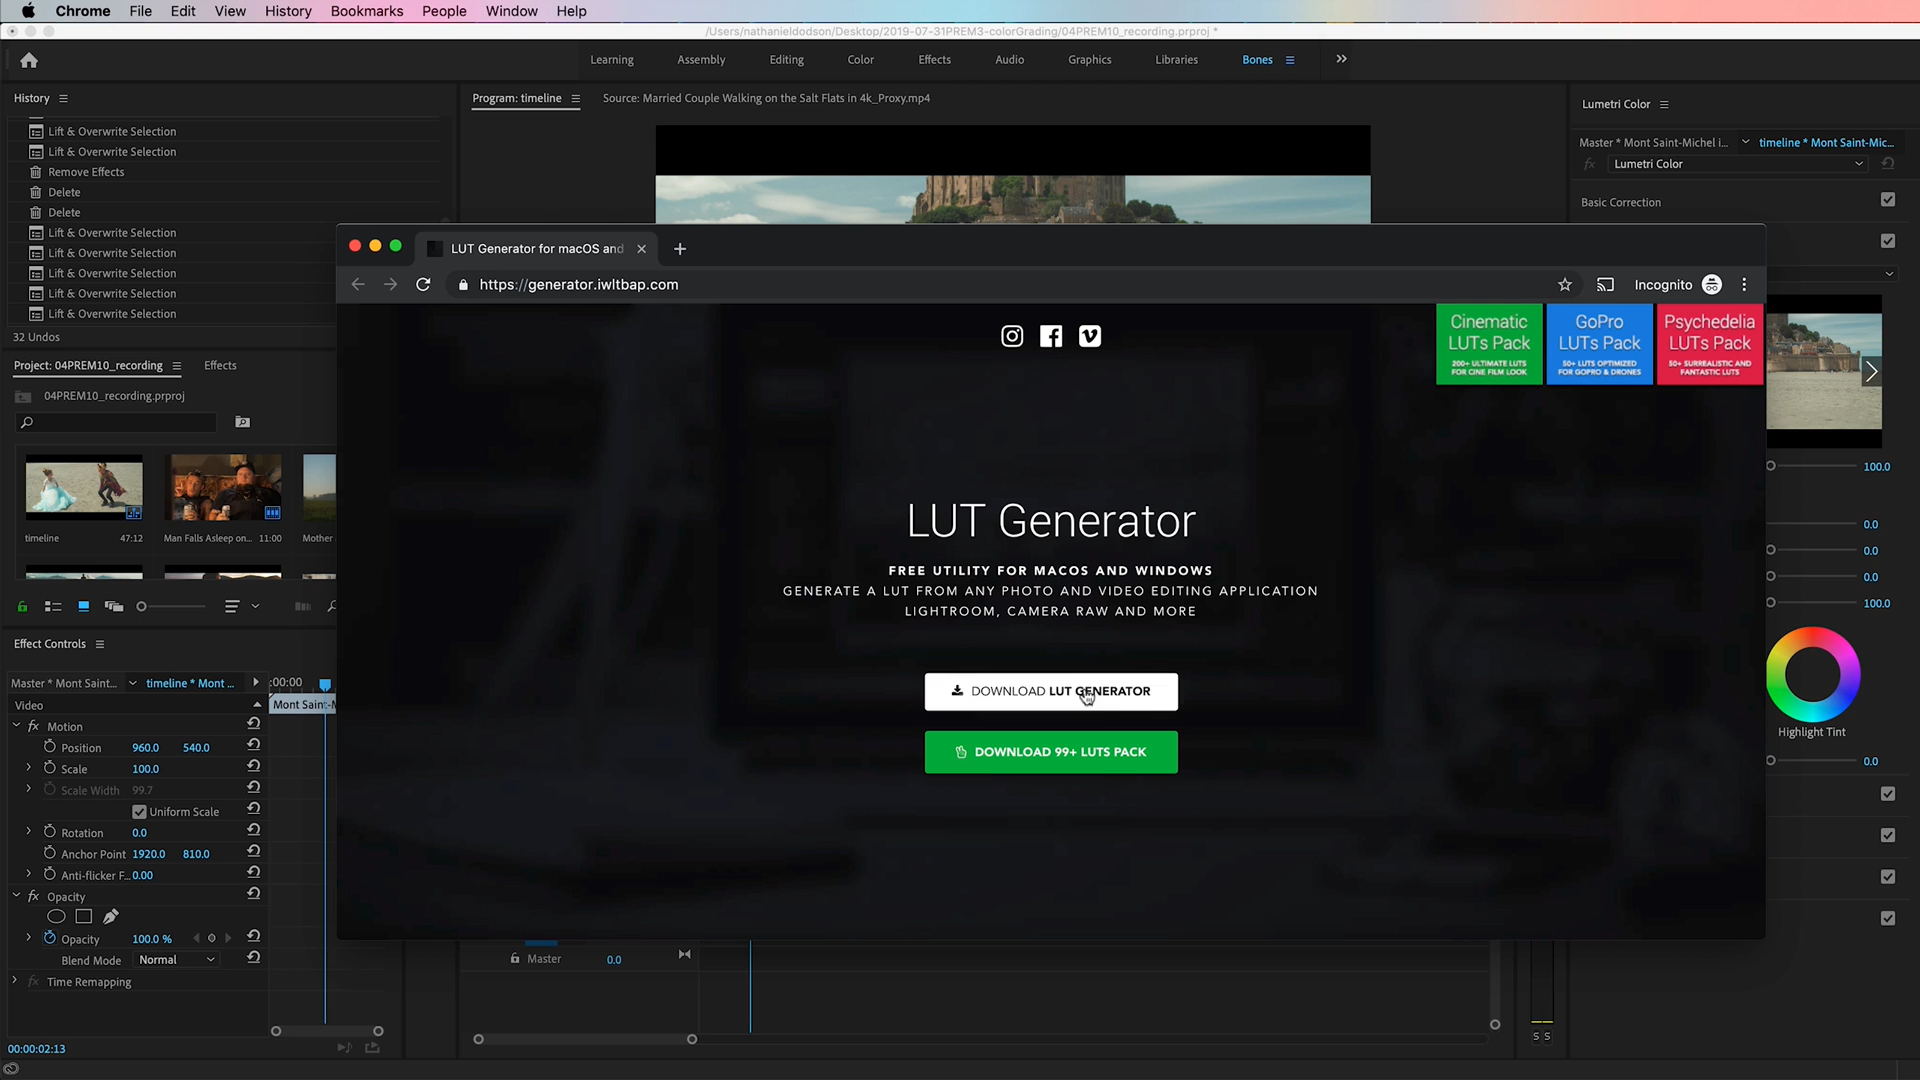 Chrome File Edit View History Bookmarks People Window Help
/Users/nathanieldodson/Desktop/2019-07-31PREM3-colorGrading/04PREM10_recording.prproj *
Learning Assembly Editing Color Effects Audio Graphics Libraries Bones
History
Lift & Overwrite Selection
Lift & Overwrite Selection
Remove Effects
Delete
Delete
Lift & Overwrite Selection
Lift & Overwrite Selection
Lift & Overwrite Selection
Lift & Overwrite Selection
Lift & Overwrite Selection
32 Undos
Program: timeline Source: Married Couple Walking on the Salt Flats in 4k_Proxy.mp4
Lumetri Color
Master * Mont Saint-Michel i... timeline * Mont Saint-Mic...
fx Lumetri Color
Basic Correction
LUT Generator for macOS and
https://generator.iwltbap.com
Incognito
Cinematic
LUTs Pack
200+ ULTIMATE LUTS
FOR CINE FILM LOOK
GoPro
LUTs Pack
50+ LUTS OPTIMIZED
FOR GOPRO & DRONES
Psychedelia
LUTs Pack
50+ SURREALISTIC AND
FANTASTIC LUTS
LUT Generator
FREE UTILITY FOR MACOS AND WINDOWS
GENERATE A LUT FROM ANY PHOTO AND VIDEO EDITING APPLICATION
LIGHTROOM, CAMERA RAW AND MORE
DOWNLOAD LUT GENERATOR
DOWNLOAD 99+ LUTS PACK
Project: 04PREM10_recording Effects
04PREM10_recording.prproj
timeline 47:12
Man Falls Asleep on... 11:00
Mother
Effect Controls
Master * Mont Saint... timeline * Mont ...
:00:00
Video
Mont Saint-M
fx Motion
Position 960.0 540.0
Scale 100.0
Scale Width 99.7
Uniform Scale
Rotation 0.0
Anchor Point 1920.0 810.0
Anti-flicker F... 0.00
fx Opacity
Opacity 100.0 %
Blend Mode Normal
fx Time Remapping
00:00:02:13
Master 0.0
S S
100.0
0.0
0.0
0.0
100.0
Highlight Tint
0.0